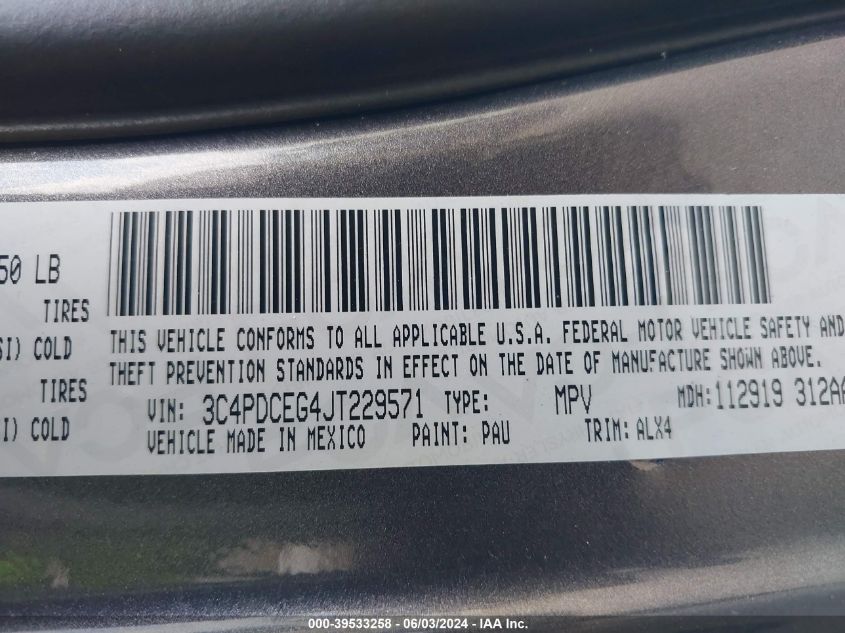 50 LB
TIRES
SI) COLD
TIRES
I) COLD
THIS VEHICLE CONFORMS TO ALL APPLICABLE U.S.A. FEDERAL MOTOR VEHICLE SAFETY AND
THEFT PREVENTION STANDARDS IN EFFECT ON THE DATE OF MANUFACTURE SHOWN ABOVE.
VIN: 3C4PDCEG4JT229571 TYPE: MPV MDH: 112919 312AA
VEHICLE MADE IN MEXICO PAINT: PAU TRIM: ALX4
000-39533258 - 06/03/2024 - IAA Inc.